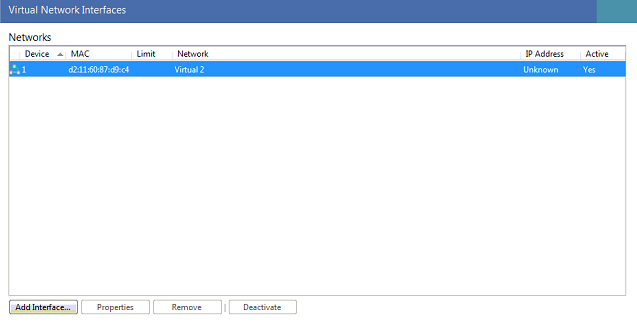 Virtual Network Interfaces
Networks
Device MAC Limit Network IP Address Active
1 d2:11:60:87:d9:c4 Virtual 2 Unknown Yes
Add Interface... Properties Remove | Deactivate